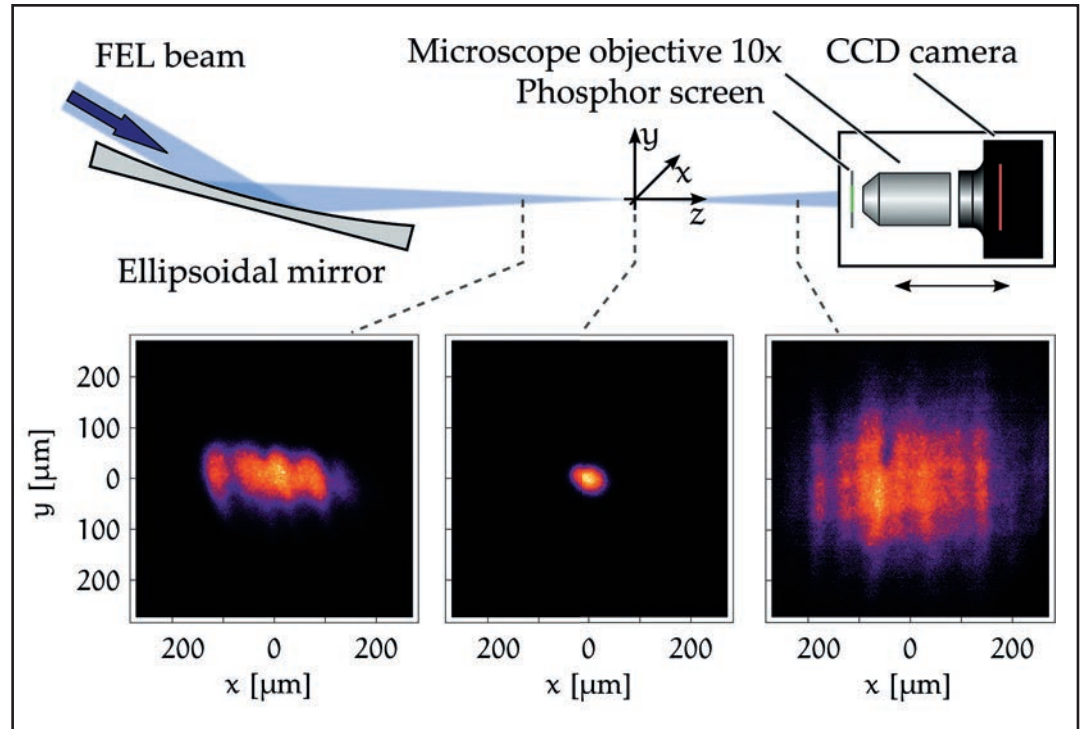 FEL beam
Microscope objective 10x
CCD camera
Phosphor screen
y
x
z
Ellipsoidal mirror
y [μm]
200
100
0
100
200
200 0 200
x [μm]
200 0 200
x [μm]
200 0 200
x [μm]